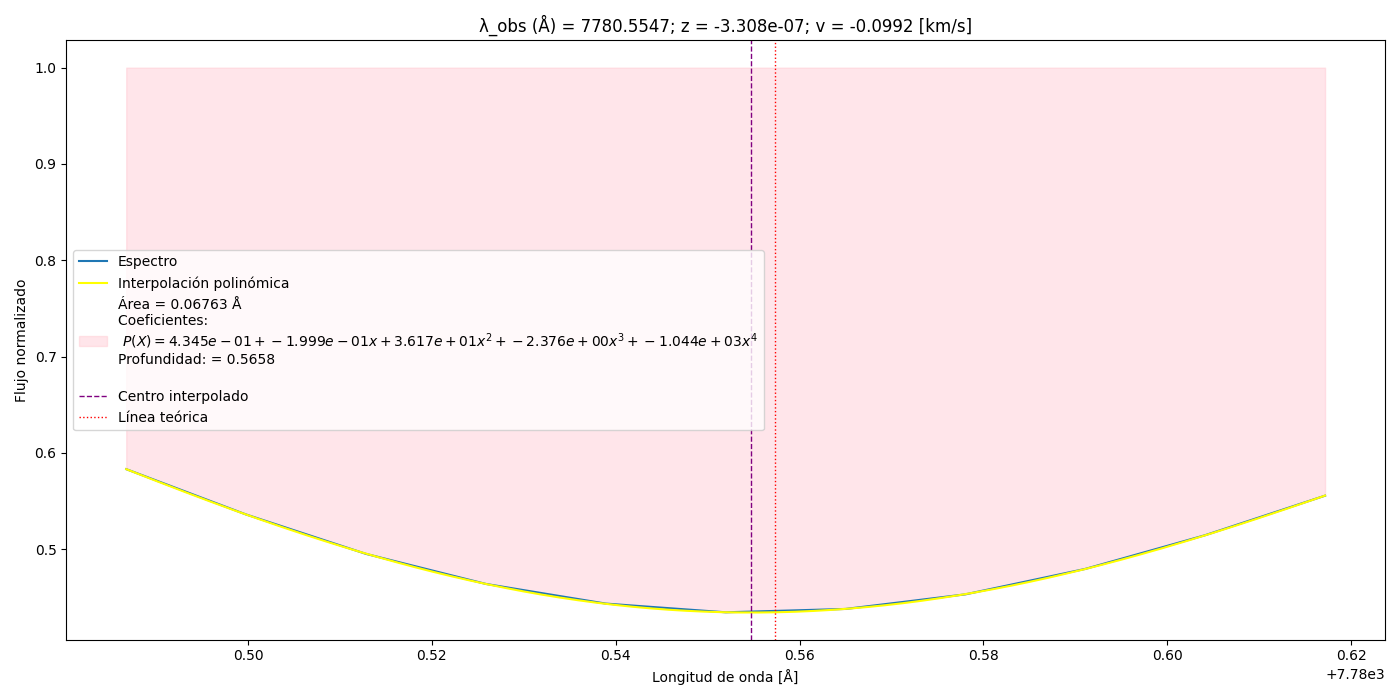 λ_obs (Å) = 7780.5547; z = -3.308e-07; v = -0.0992 [km/s]
Flujo normalizado
1.0
0.9
0.8
0.7
0.6
0.5
Espectro
Interpolación polinómica
Área = 0.06763 Å
Coeficientes:
P(X) = 4.345e − 01 + −1.999e − 01x + 3.617e + 01x² + −2.376e + 00x³ + −1.044e + 03x⁴
Profundidad: = 0.5658
Centro interpolado
Línea teórica
0.50 0.52 0.54 0.56 0.58 0.60 0.62
+7.78e3
Longitud de onda [Å]